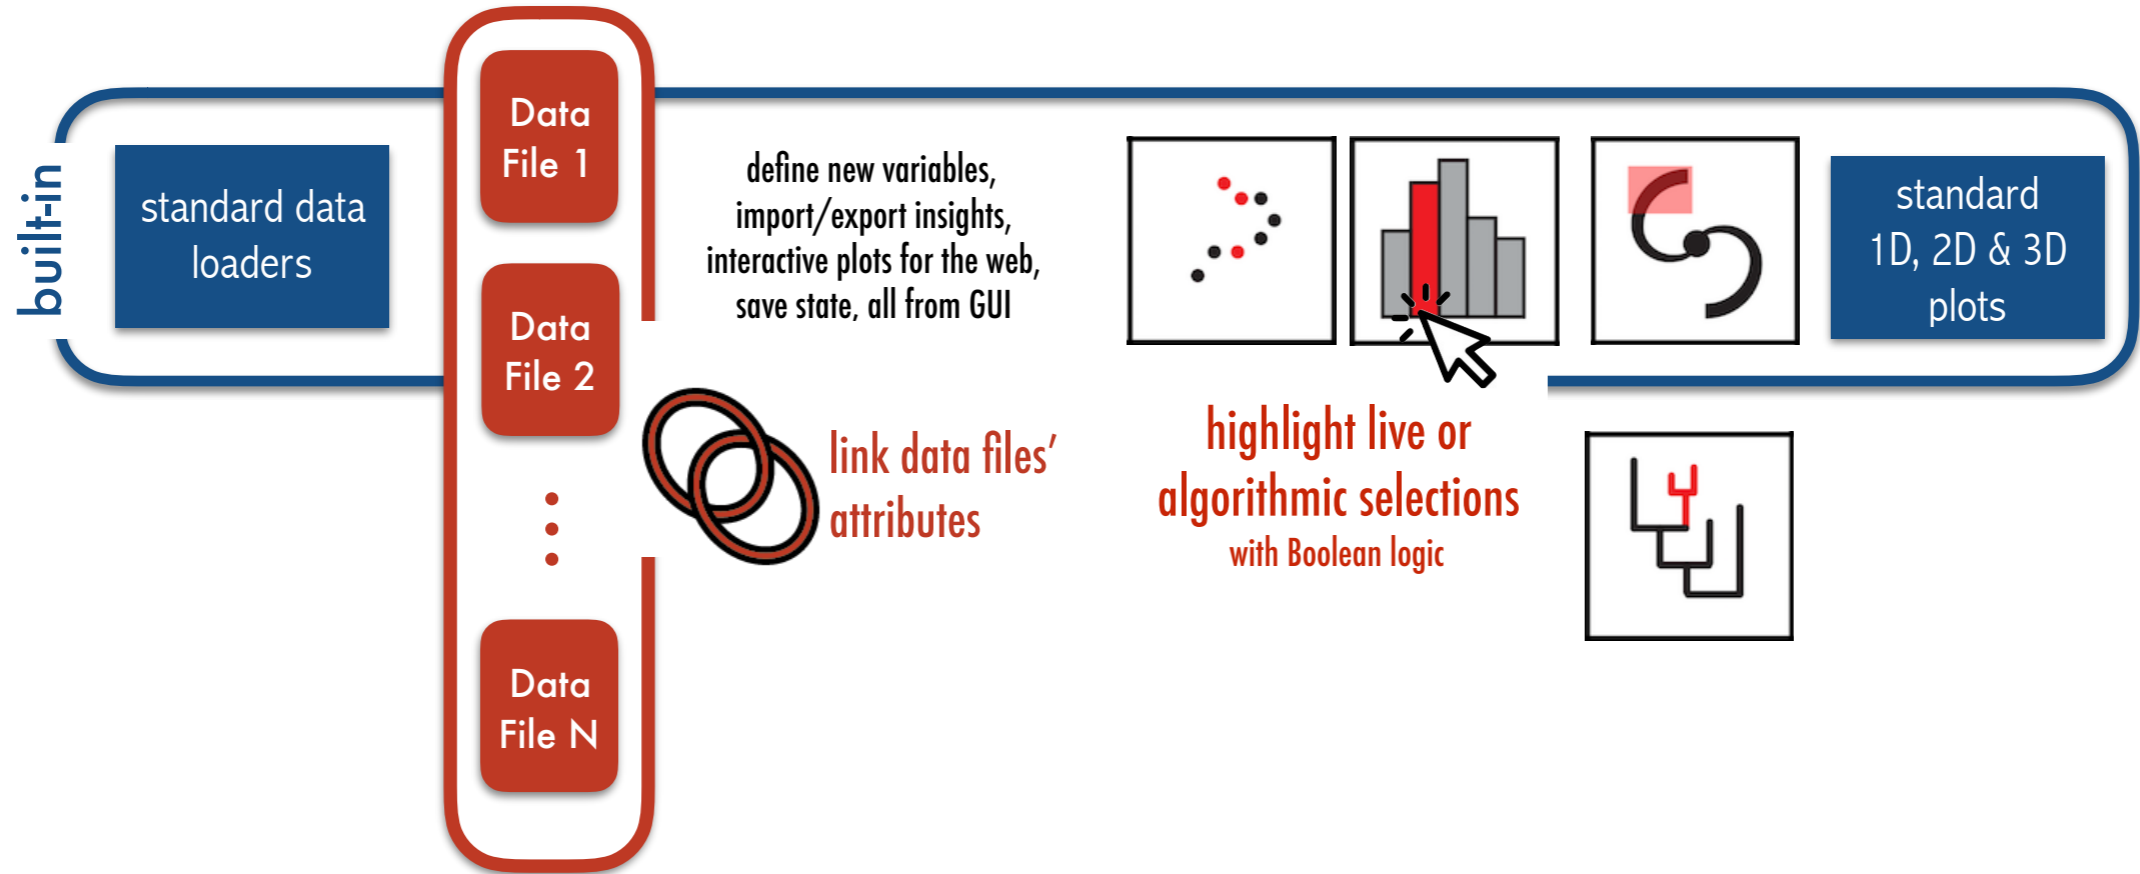 built-in
standard data
loaders
Data
File 1
Data
File 2
Data
File N
define new variables,
import/export insights,
interactive plots for the web,
save state, all from GUI
link data files’
attributes
highlight live or
algorithmic selections
with Boolean logic
standard
1D, 2D & 3D
plots